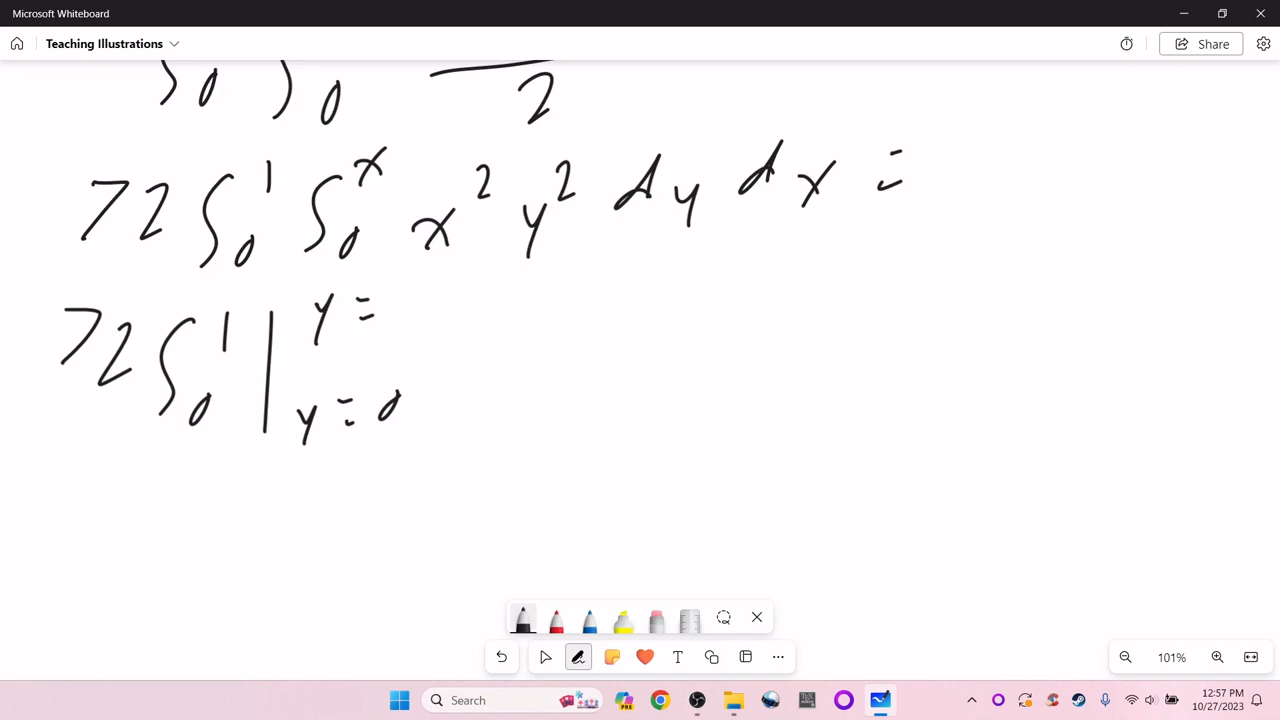 Microsoft Whiteboard
Teaching Illustrations
Share
∫₀ ∫₀ ―/2
72 ∫₀¹ ∫₀ˣ x² y² dy dx =
72 ∫₀¹ | y =
y = 0
101%
Search
PRE
12:57 PM
10/27/2023